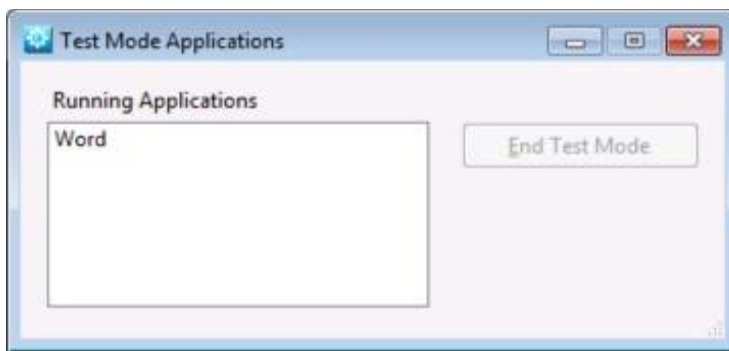 Test Mode Applications
Running Applications
Word
End Test Mode